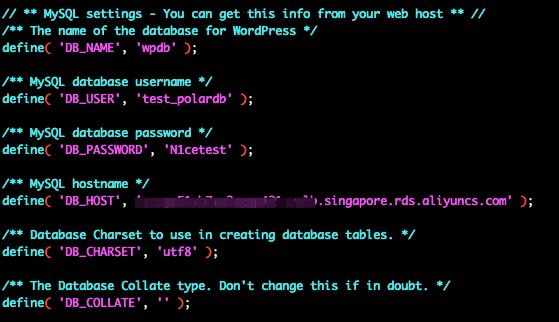 // ** MySQL settings - You can get this info from your web host ** //
/** The name of the database for WordPress */
define( 'DB_NAME', 'wpdb' );
/** MySQL database username */
define( 'DB_USER', 'test_polardb' );
/** MySQL database password */
define( 'DB_PASSWORD', 'N1cetest' );
/** MySQL hostname */
define( 'DB_HOST', .singapore.rds.aliyuncs.com' );
/** Database Charset to use in creating database tables. */
define( 'DB_CHARSET', 'utf8' );
/** The Database Collate type. Don't change this if in doubt. */
define( 'DB_COLLATE', '' );